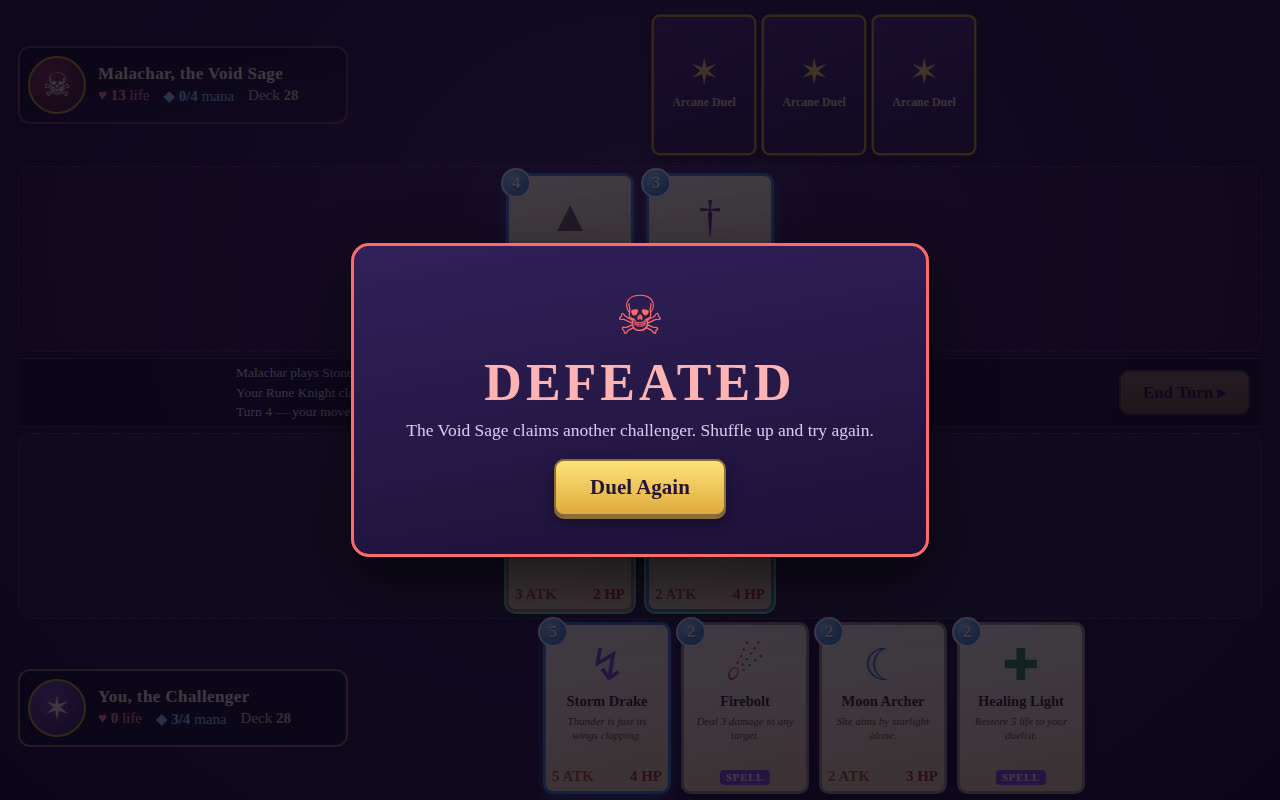 Malachar, the Void Sage
♥ 13 life ◆ 0/4 mana Deck 28
Arcane Duel
Arcane Duel
Arcane Duel
4
3
DEFEATED
The Void Sage claims another challenger. Shuffle up and try again.
Duel Again
Malachar plays Stone
Your Rune Knight
Turn 4 — your move
End Turn ▸
3 ATK 2 HP
2 ATK 4 HP
You, the Challenger
♥ 0 life ◆ 3/4 mana Deck 28
5
Storm Drake
Thunder is just its
wings clapping.
5 ATK 4 HP
2
Firebolt
Deal 3 damage to any
target.
SPELL
2
Moon Archer
She aims by starlight
alone.
2 ATK 3 HP
2
Healing Light
Restore 5 life to your
duelist.
SPELL